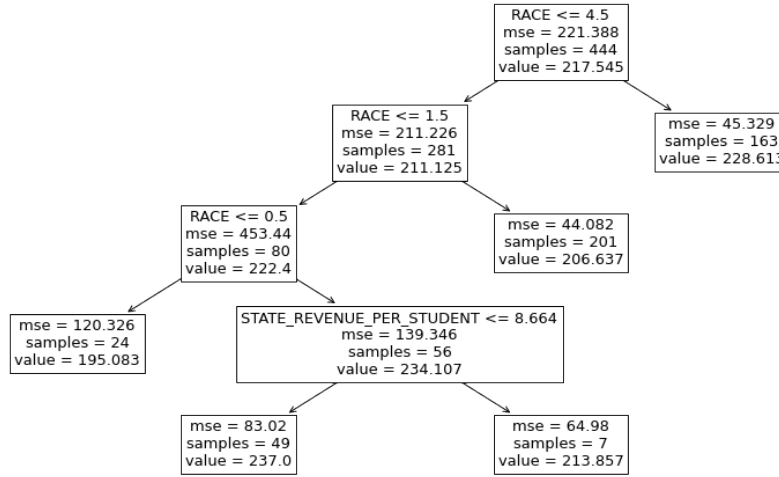 RACE <= 4.5
mse = 221.388
samples = 444
value = 217.545
RACE <= 1.5
mse = 211.226
samples = 281
value = 211.125
mse = 45.329
samples = 163
value = 228.613
RACE <= 0.5
mse = 453.44
samples = 80
value = 222.4
mse = 44.082
samples = 201
value = 206.637
mse = 120.326
samples = 24
value = 195.083
STATE_REVENUE_PER_STUDENT <= 8.664
mse = 139.346
samples = 56
value = 234.107
mse = 83.02
samples = 49
value = 237.0
mse = 64.98
samples = 7
value = 213.857